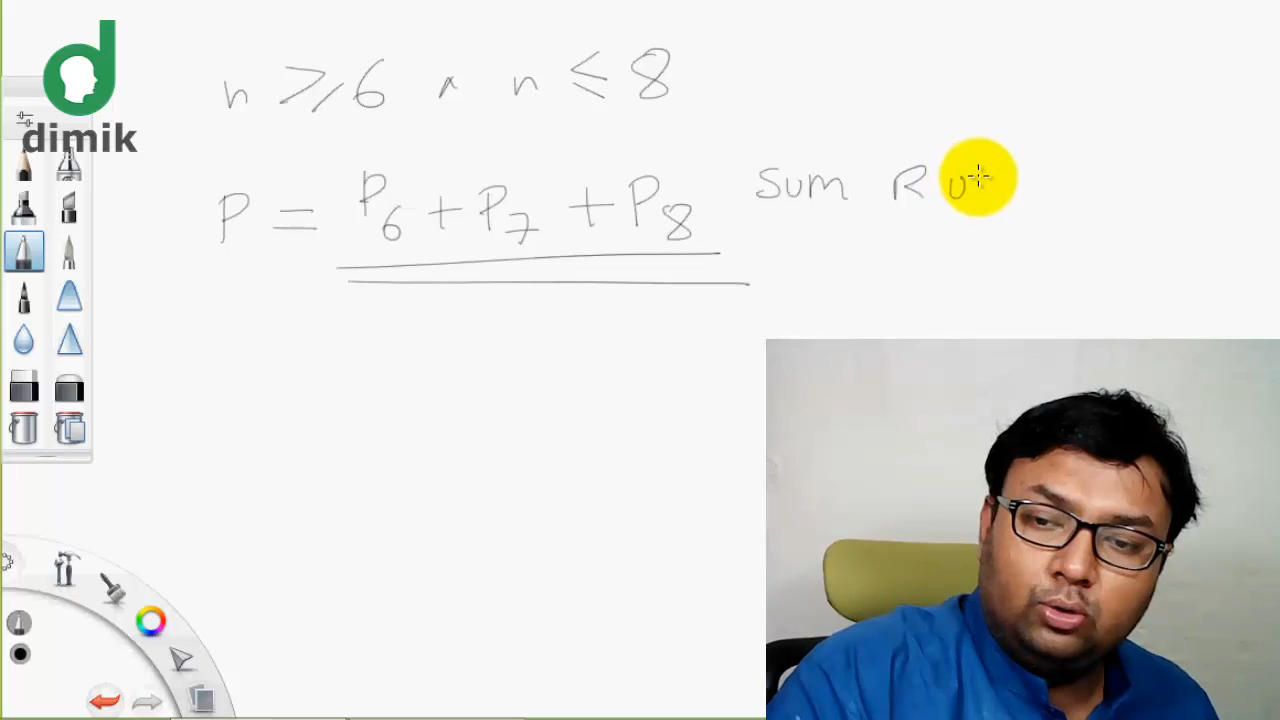 dimik
n ≥ 6 ∧ n ≤ 8
P = P₆ + P₇ + P₈ Sum Ru